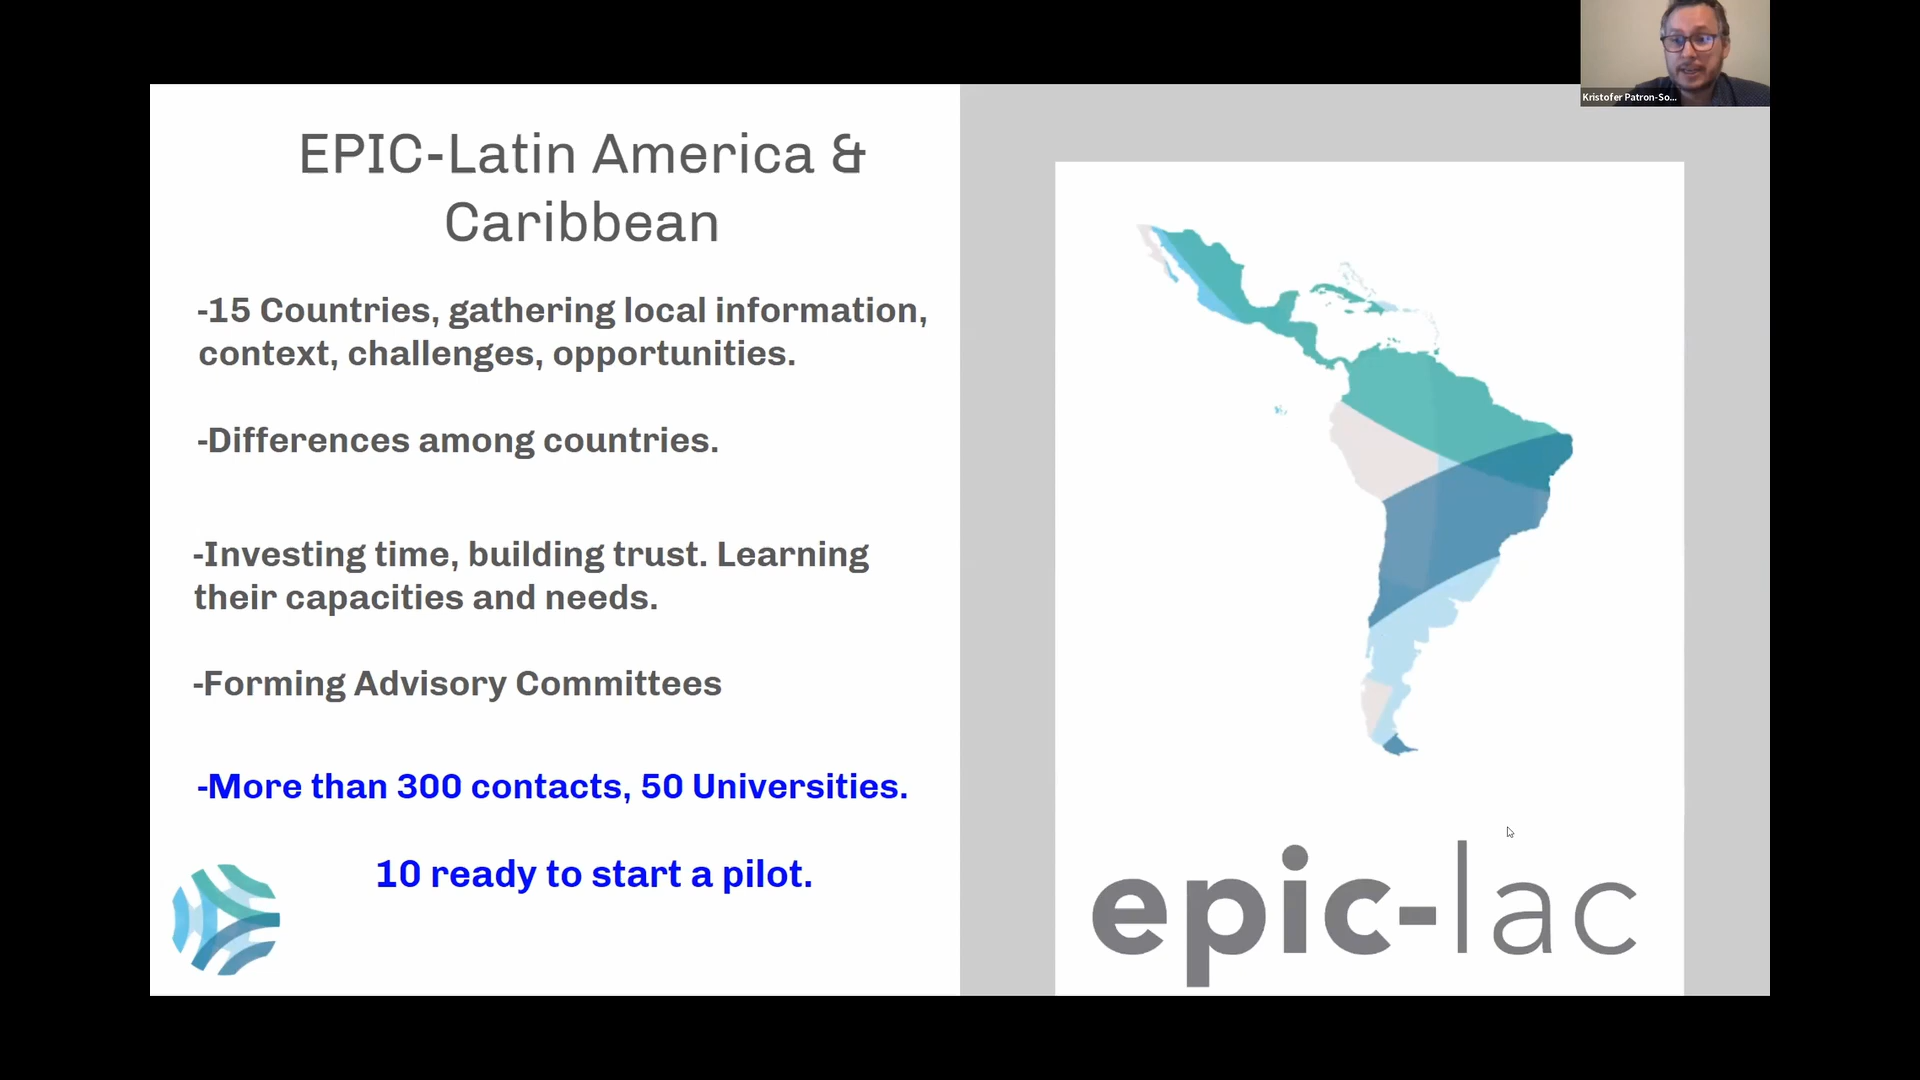 Kristofer Patron-So...
EPIC-Latin America &
Caribbean
-15 Countries, gathering local information,
context, challenges, opportunities.
-Differences among countries.
-Investing time, building trust. Learning
their capacities and needs.
-Forming Advisory Committees
-More than 300 contacts, 50 Universities.
10 ready to start a pilot.
epic-lac